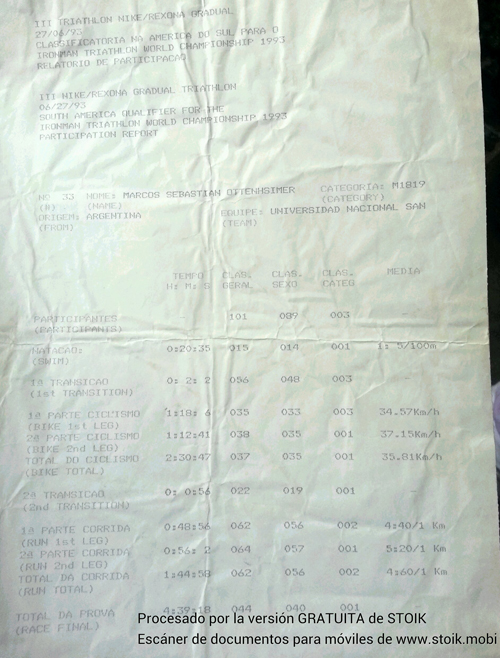 III TRIATHLON NIKE/REXONA GRADUAL
27/06/93
CLASSIFICATORIA NA AMERICA DO SUL PARA O
IRONMAN TRIATHLON WORLD CHAMPIONSHIP 1993
RELATORIO DE PARTICIPACAO
III NIKE/REXONA GRADUAL TRIATHLON
06/27/93
SOUTH AMERICA QUALIFIER FOR THE
IRONMAN TRIATHLON WORLD CHAMPIONSHIP 1993
PARTICIPATION REPORT
Nº 33 NOME: MARCOS SEBASTIAN OTTENHSIMER CATEGORIA: M1819
(N) (NAME) (CATEGORY)
ORIGEM: ARGENTINA EQUIPE: UNIVERSIDAD NACIONAL SAN
(FROM) (TEAM)
TEMPO CLAS. CLAS. CLAS. MEDIA
H: M: S GERAL SEXO CATEG
PARTICIPANTES 101 089 003 -
(PARTICIPANTS)
NATACAO: 0:20:35 015 014 001 1: 5/100m
(SWIM)
1ª TRANSICAO 0: 2: 2 056 048 003 -
(1st TRANSITION)
1ª PARTE CICLISMO 1:18: 6 035 033 003 34.57Km/h
(BIKE 1st LEG)
2ª PARTE CICLISMO 1:12:41 038 035 001 37.15Km/h
(BIKE 2nd LEG)
TOTAL DO CICLISMO 2:30:47 037 035 001 35.81Km/h
(BIKE TOTAL)
2ª TRANSICAO 0: 0:56 022 019 001 -
(2nd TRANSITION)
1ª PARTE CORRIDA 0:48:56 062 056 002 4:40/1 Km
(RUN 1st LEG)
2ª PARTE CORRIDA 0:56: 2 064 057 001 5:20/1 Km
(RUN 2nd LEG)
TOTAL DA CORRIDA 1:44:58 062 056 002 4:60/1 Km
(RUN TOTAL)
TOTAL DA PROVA 4:39:18 044 040 001
(RACE FINAL)
Procesado por la versión GRATUITA de STOIK
Escáner de documentos para móviles de www.stoik.mobi